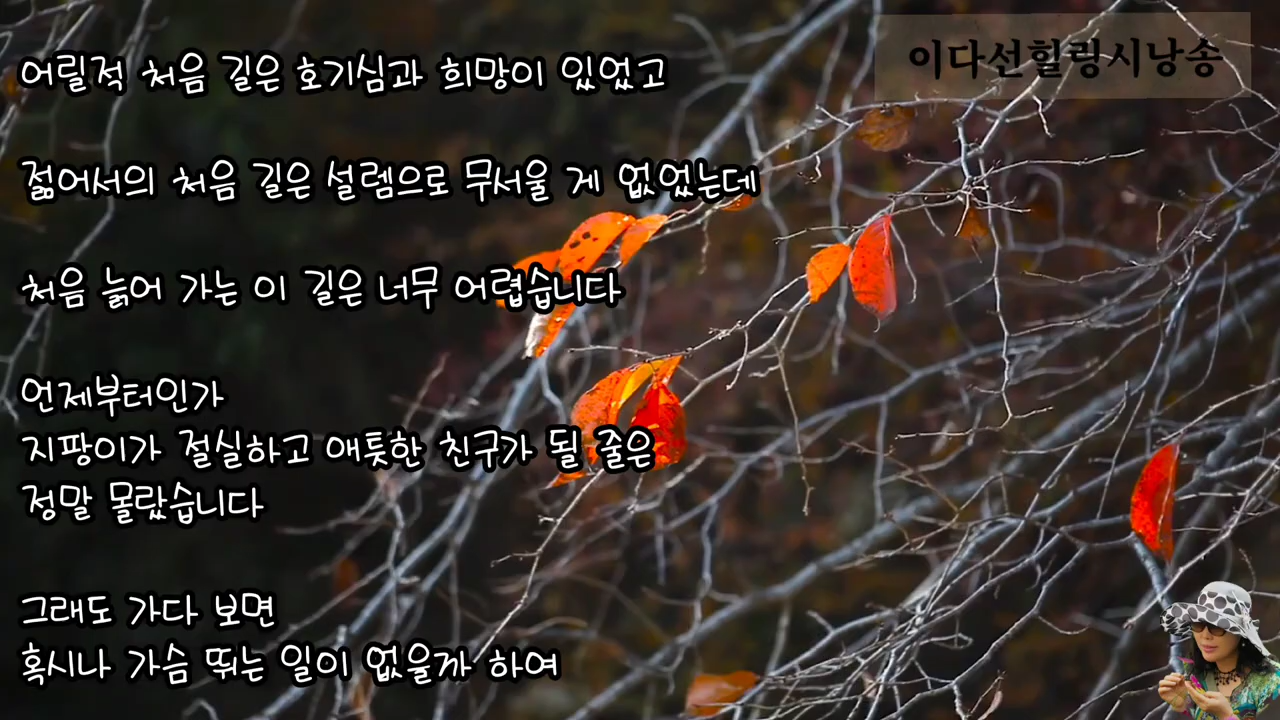 이다선힐링시낭송
어릴적 처음 길은 호기심과 희망이 있었고
젊어서의 처음 길은 설렘으로 무서울 게 없었는데
처음 늙어 가는 이 길은 너무 어렵습니다
언제부터인가
지팡이가 절실하고 애틋한 친구가 될 줄은
정말 몰랐습니다
그래도 가다 보면
혹시나 가슴 뛰는 일이 없을까 하여